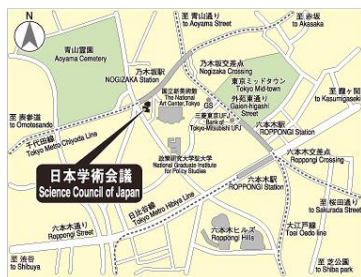 至 青山通り
to Aoyama Street
至 赤坂
to Akasaka
N
青山霊園
Aoyama Cemetery
乃木坂駅
NOGIZAKA Station
乃木坂交差点
Nogizaka Crossing
東京ミッドタウン
Tokyo Mid-town
外苑東通り
Gaien-higashi
Street
至 霞ヶ関
to Kasumigaseki
国立新美術館
The National
Art Center, Tokyo
GS
三菱東京UFJ
Bank of
Tokyo-Mitsubishi UFJ
六本木駅
ROPPONGI Station
至 表参道
to Omotesando
千代田線
Tokyo Metro Chiyoda Line
政策研究大学院大学
National Graduate Institute
for Policy Studies
六本木交差点
Roppongi Crossing
日本学術会議
Science Council of Japan
六本木駅
ROPPONGI Station
至 桜田通り
to Sakurada Street
日比谷線
Tokyo Metro Hibiya Line
六本木通り
Roppongi Street
六本木ヒルズ
Roppongi Hills
大江戸線
Toei Oedo line
至 渋谷
to Shibuya
至 芝公園
to Shiba park